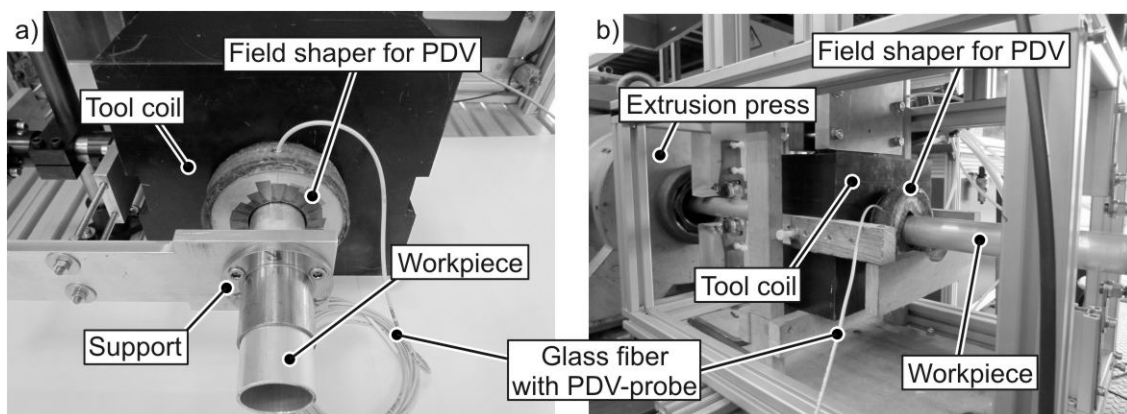 a)
Field shaper for PDV
Tool coil
Workpiece
Support
Glass fiber
with PDV-probe
b)
Field shaper for PDV
Extrusion press
Tool coil
Workpiece